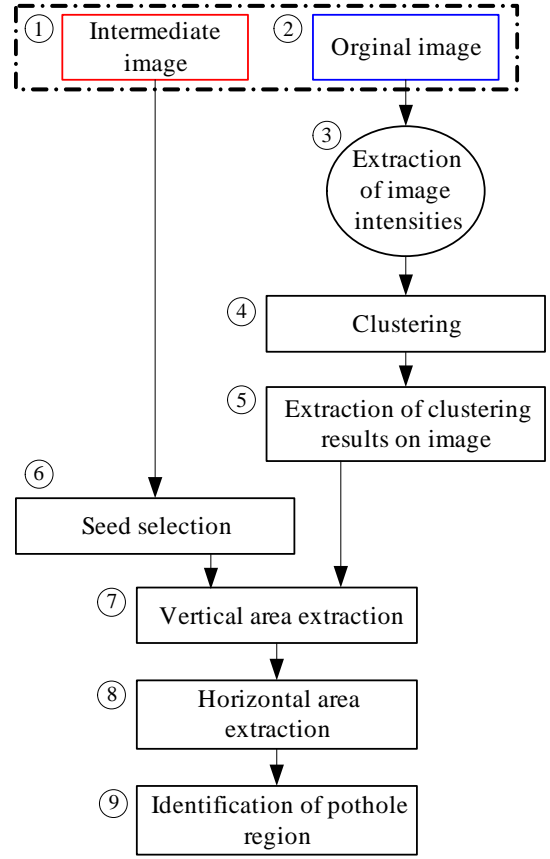 ①
Intermediate
image
②
Orginal image
③
Extraction
of image
intensities
④
Clustering
⑤
Extraction of clustering
results on image
⑥
Seed selection
⑦
Vertical area extraction
⑧
Horizontal area
extraction
⑨
Identification of pothole
region